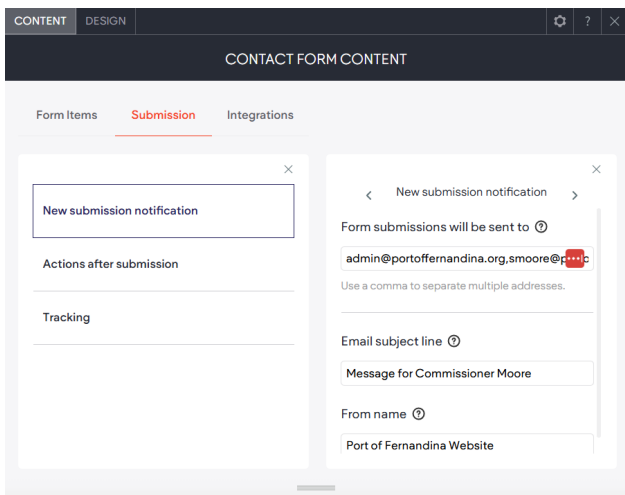 CONTENT DESIGN ?
CONTACT FORM CONTENT
Form Items Submission Integrations
New submission notification
Actions after submission
Tracking
New submission notification
Form submissions will be sent to ?
admin@portoffernandina.org,smoore@p
Use a comma to separate multiple addresses.
Email subject line ?
Message for Commissioner Moore
From name ?
Port of Fernandina Website